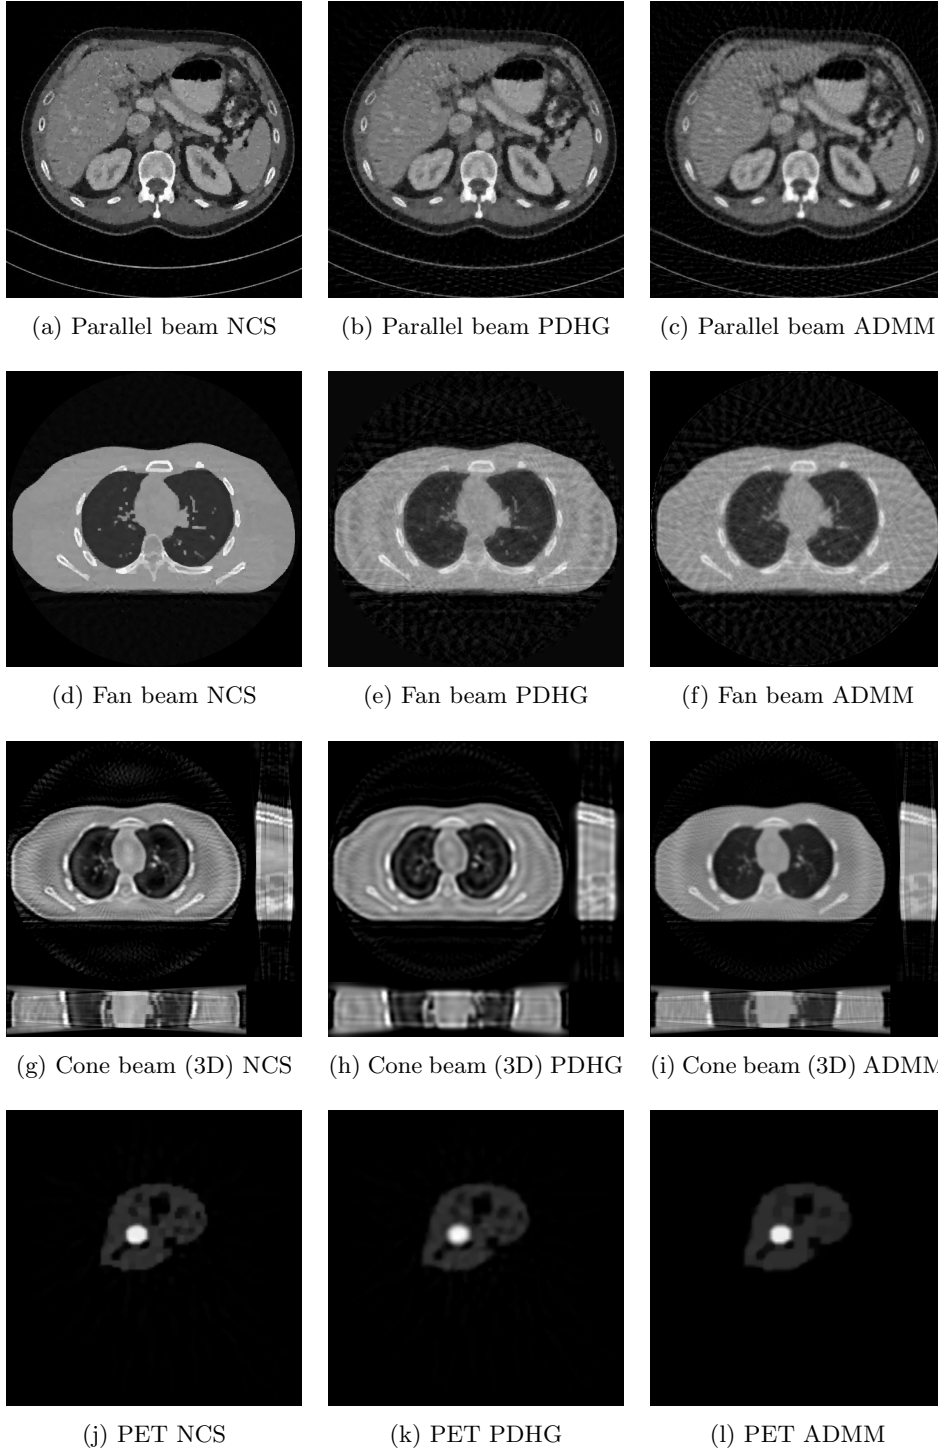 (a) Parallel beam NCS
(b) Parallel beam PDHG
(c) Parallel beam ADMM
(d) Fan beam NCS
(e) Fan beam PDHG
(f) Fan beam ADMM
(g) Cone beam (3D) NCS
(h) Cone beam (3D) PDHG
(i) Cone beam (3D) ADMM
(j) PET NCS
(k) PET PDHG
(l) PET ADMM